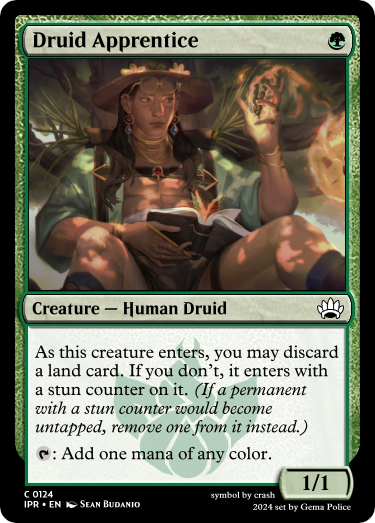 Druid Apprentice
Creature — Human Druid
As this creature enters, you may discard
a land card. If you don't, it enters with
a stun counter on it. (If a permanent
with a stun counter would become
untapped, remove one from it instead.)
: Add one mana of any color.
1/1
C 0124
IPR • EN Sean Budanio
symbol by crash
2024 set by Gema Police